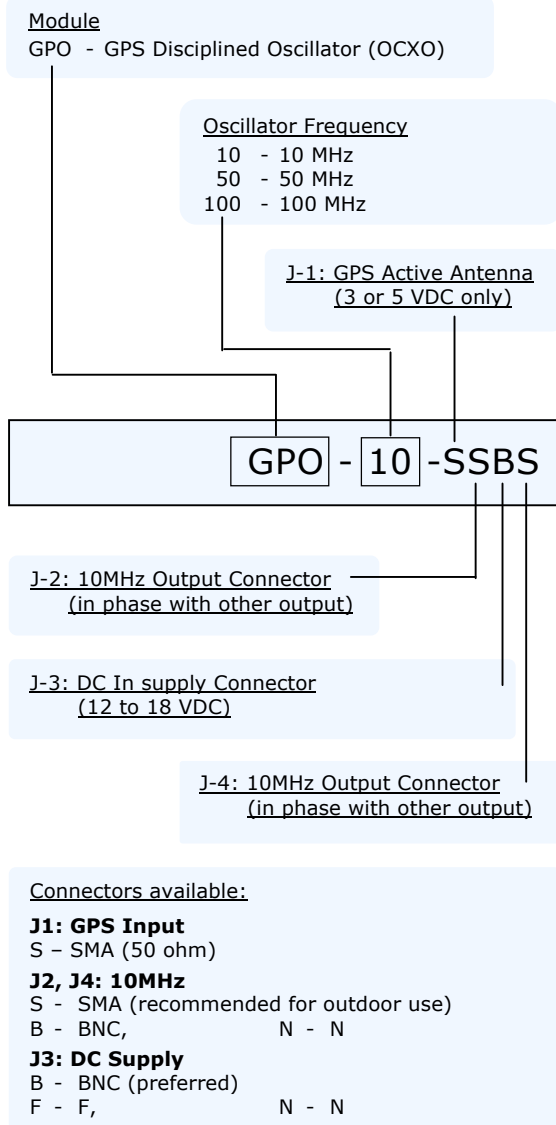 Module
GPO - GPS Disciplined Oscillator (OCXO)
Oscillator Frequency
10 - 10 MHz
50 - 50 MHz
100 - 100 MHz
J-1: GPS Active Antenna
(3 or 5 VDC only)
GPO - 10 -SSBS
J-2: 10MHz Output Connector
(in phase with other output)
J-3: DC In supply Connector
(12 to 18 VDC)
J-4: 10MHz Output Connector
(in phase with other output)
Connectors available:
J1: GPS Input
S – SMA (50 ohm)
J2, J4: 10MHz
S - SMA (recommended for outdoor use)
B - BNC, N - N
J3: DC Supply
B - BNC (preferred)
F - F, N - N